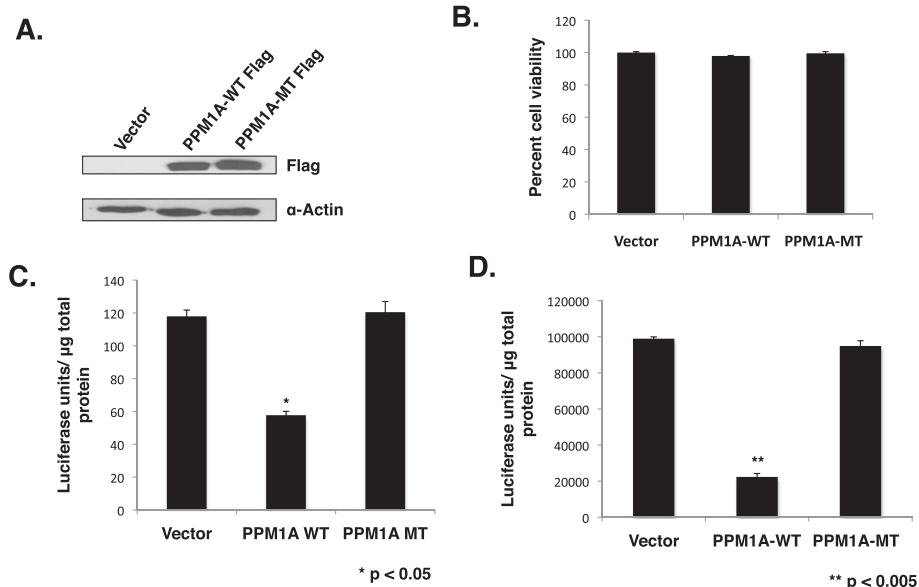 A.
Vector
PPM1A-WT Flag
PPM1A-MT Flag
Flag
α-Actin
B.
Percent cell viability
120
100
80
60
40
20
0
Vector
PPM1A-WT
PPM1A-MT
C.
Luciferase units/ μg total
protein
140
120
100
80
60
40
20
0
*
Vector
PPM1A WT
PPM1A MT
* p < 0.05
D.
Luciferase units/ μg total
protein
120000
100000
80000
60000
40000
20000
0
**
Vector
PPM1A-WT
PPM1A-MT
** p < 0.005